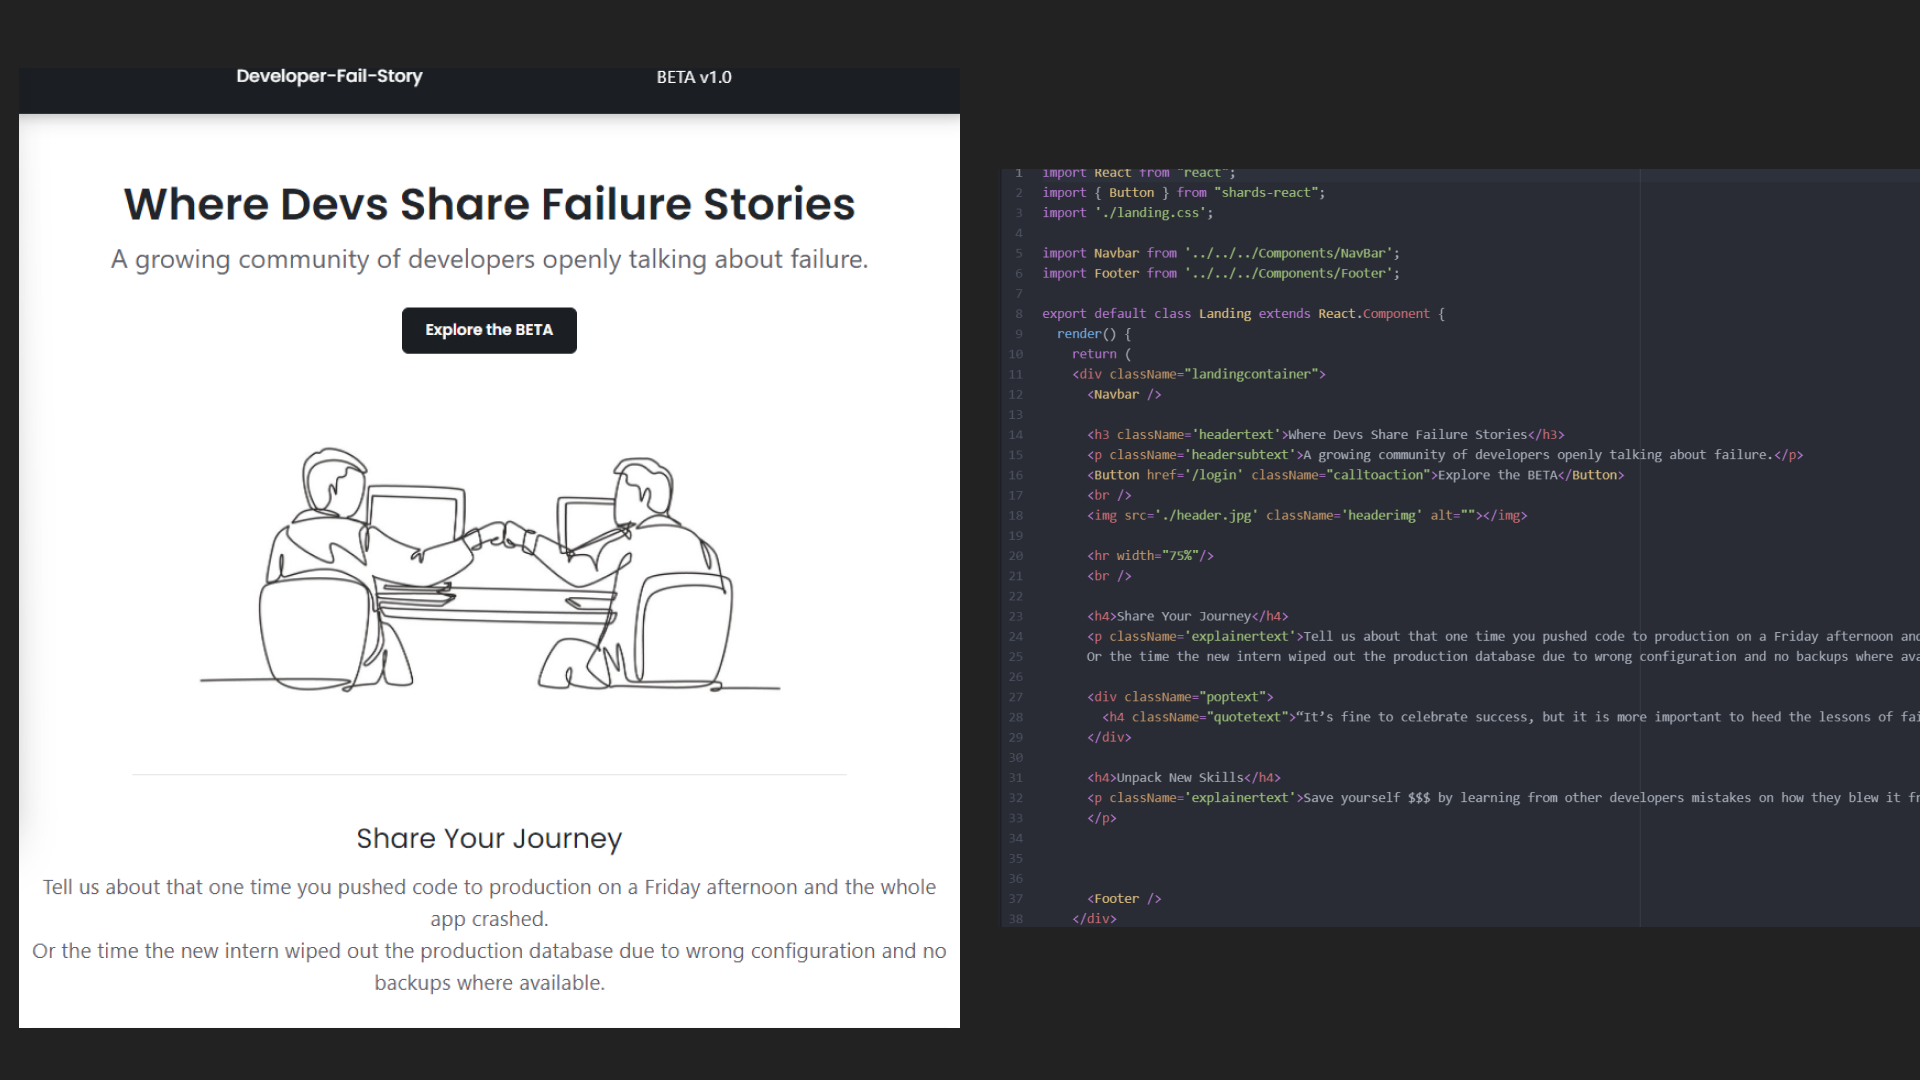 Developer-Fail-Story
BETA v1.0
Where Devs Share Failure Stories
A growing community of developers openly talking about failure.
Explore the BETA
Share Your Journey
Tell us about that one time you pushed code to production on a Friday afternoon and the whole
app crashed.
Or the time the new intern wiped out the production database due to wrong configuration and no
backups where available.
1 import React from "react";
2 import { Button } from "shards-react";
3 import './landing.css';
4
5 import Navbar from '../../../Components/NavBar';
6 import Footer from '../../../Components/Footer';
7
8 export default class Landing extends React.Component {
9 render() {
10 return (
11 <div className="landingcontainer">
12 <Navbar />
13
14 <h3 className='headertext'>Where Devs Share Failure Stories</h3>
15 <p className='headersubtext'>A growing community of developers openly talking about failure.</p>
16 <Button href='/login' className="calltoaction">Explore the BETA</Button>
17 <br />
18 <img src='./header.jpg' className='headerimg' alt=""></img>
19
20 <hr width="75%"/>
21 <br />
22
23 <h4>Share Your Journey</h4>
24 <p className='explainertext'>Tell us about that one time you pushed code to production on a Friday afternoon and
25 Or the time the new intern wiped out the production database due to wrong configuration and no backups where ava
26
27 <div className="poptext">
28 <h4 className="quotetext">“It’s fine to celebrate success, but it is more important to heed the lessons of fai
29 </div>
30
31 <h4>Unpack New Skills</h4>
32 <p className='explainertext'>Save yourself $$$ by learning from other developers mistakes on how they blew it fr
33 </p>
34
35
36
37 <Footer />
38 </div>